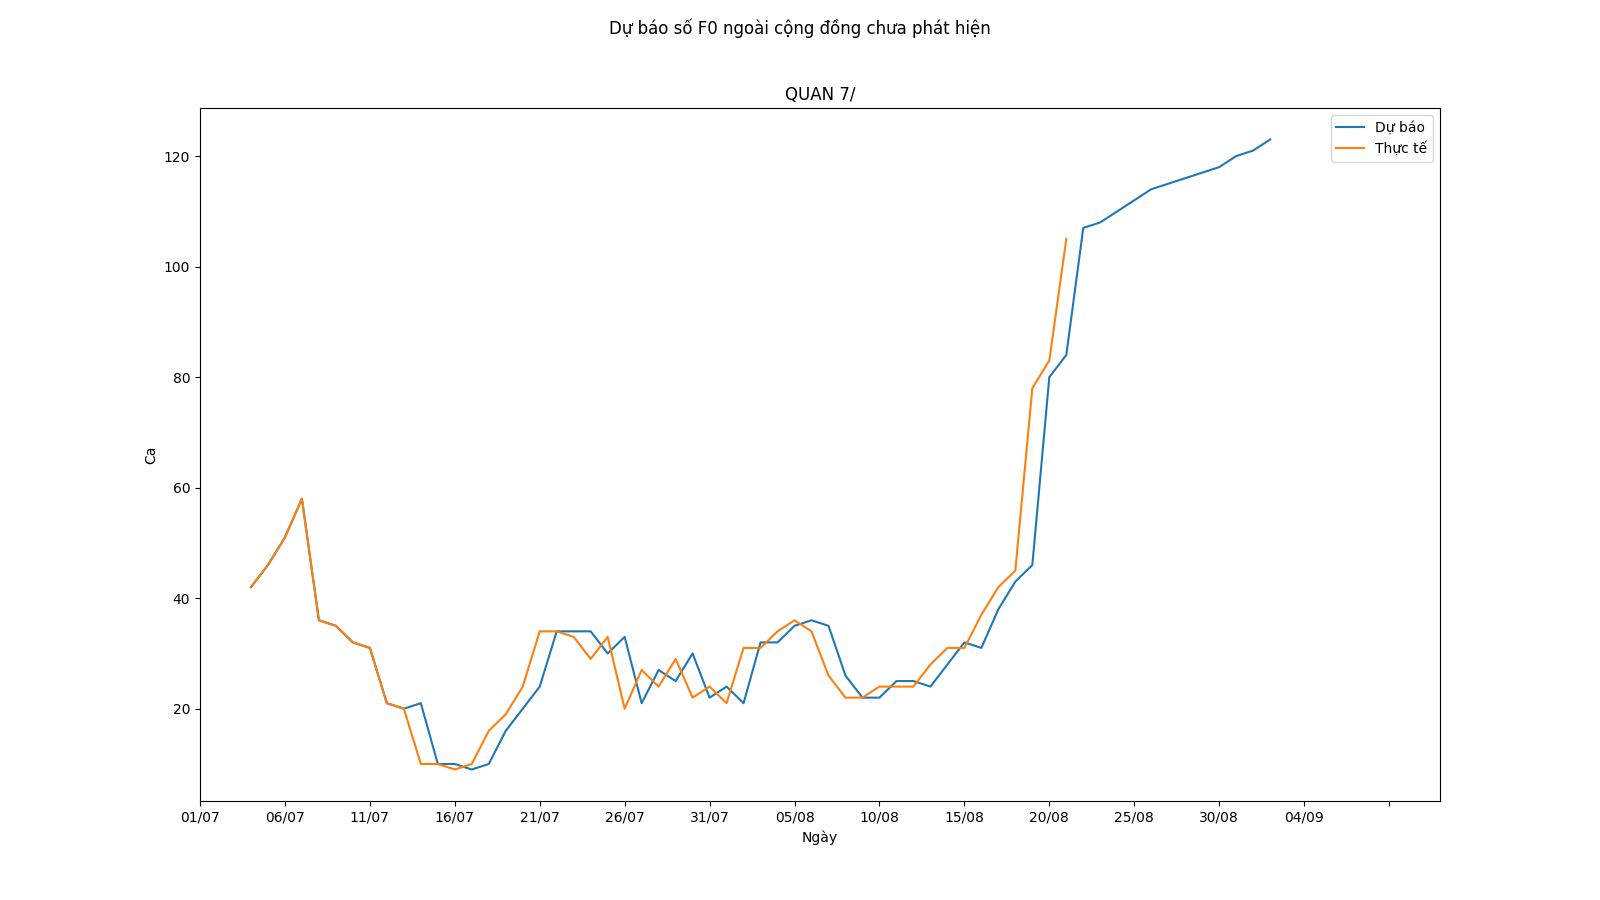 Dự báo số F0 ngoài cộng đồng chưa phát hiện
QUAN 7/
Dự báo
Thực tế
120
100
80
60
40
20
Ca
01/07 06/07 11/07 16/07 21/07 26/07 31/07 05/08 10/08 15/08 20/08 25/08 30/08 04/09
Ngày